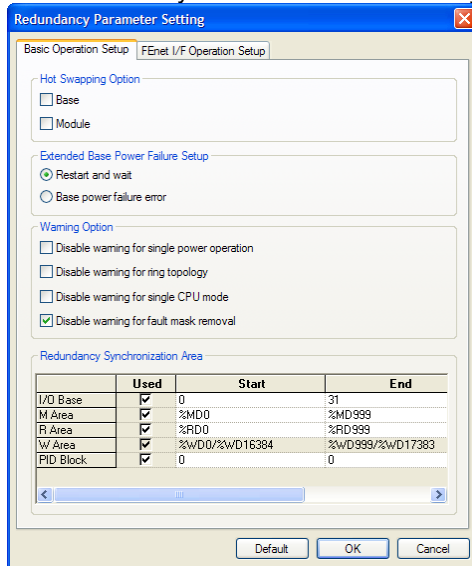 Redundancy Parameter Setting
Basic Operation Setup FEnet I/F Operation Setup
Hot Swapping Option
Base
Module
Extended Base Power Failure Setup
Restart and wait
Base power failure error
Warning Option
Disable warning for single power operation
Disable warning for ring topology
Disable warning for single CPU mode
Disable warning for fault mask removal
Redundancy Synchronization Area
Used Start End
I/O Base 0 31
M Area %MD0 %MD999
R Area %RD0 %RD999
W Area %WD0/%WD16384 %WD999/%WD17383
PID Block 0 0
Default OK Cancel